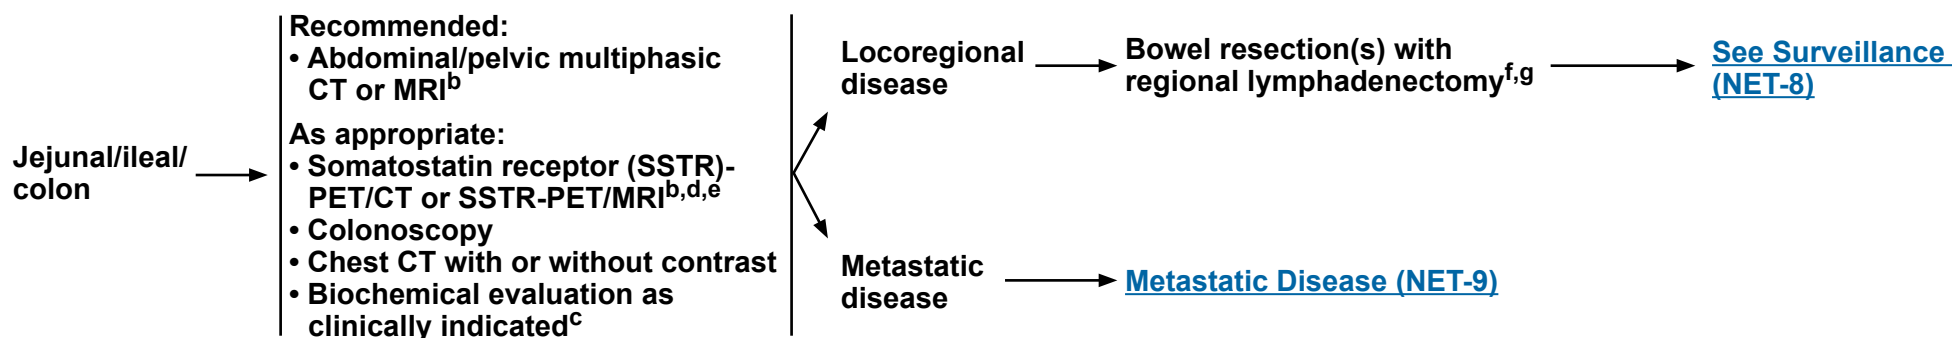 Jejunal/ileal/
colon
Recommended:
• Abdominal/pelvic multiphasic
CT or MRIb
As appropriate:
• Somatostatin receptor (SSTR)-
PET/CT or SSTR-PET/MRIb,d,e
• Colonoscopy
• Chest CT with or without contrast
• Biochemical evaluation as
clinically indicatedc
Locoregional
disease
Bowel resection(s) with
regional lymphadenectomyf,g
See Surveillance
(NET-8)
Metastatic
disease
Metastatic Disease (NET-9)